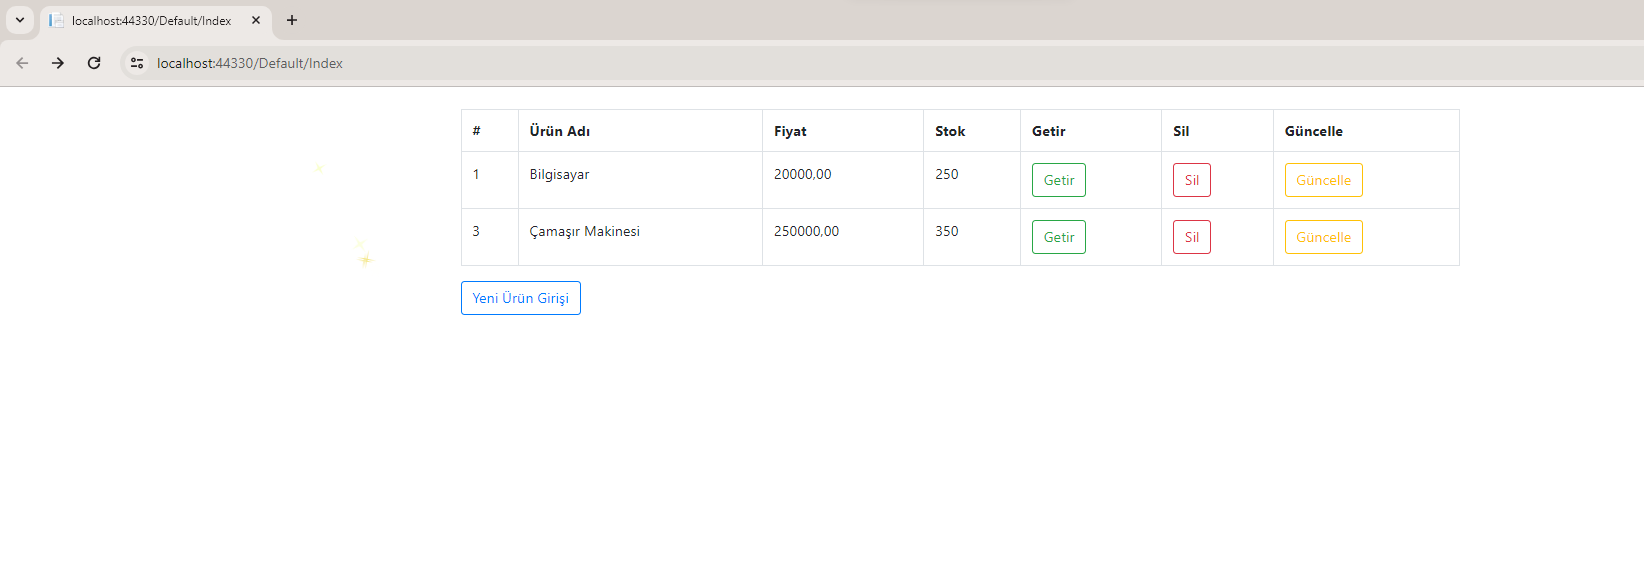 localhost:44330/Default/Index
localhost:44330/Default/Index
# Ürün Adı Fiyat Stok Getir Sil Güncelle
1 Bilgisayar 20000,00 250 Getir Sil Güncelle
3 Çamaşır Makinesi 250000,00 350 Getir Sil Güncelle
Yeni Ürün Girişi